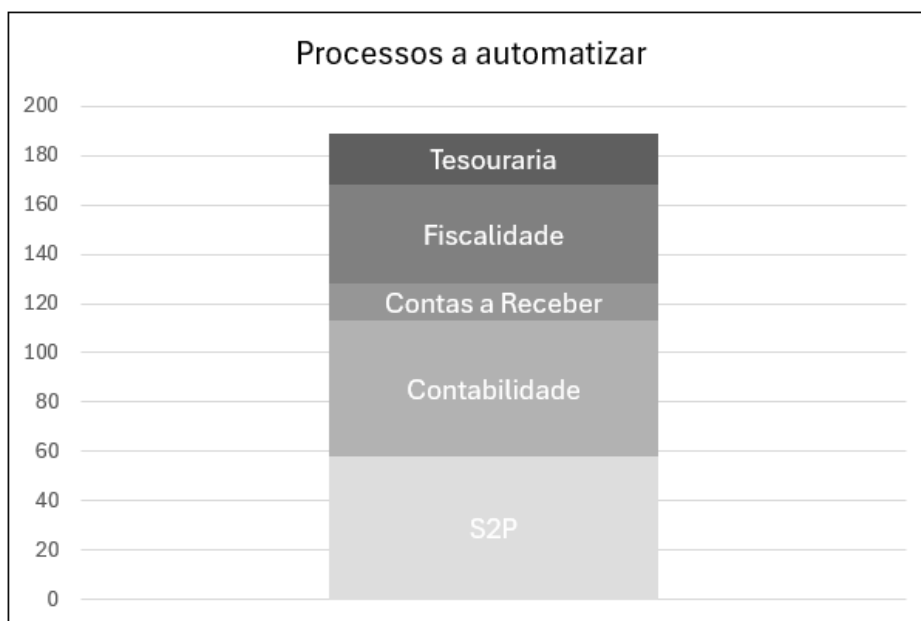 Processos a automatizar
200
180
Tesouraria
160
Fiscalidade
140
120
Contas a Receber
100
80
Contabilidade
60
40
S2P
20
0